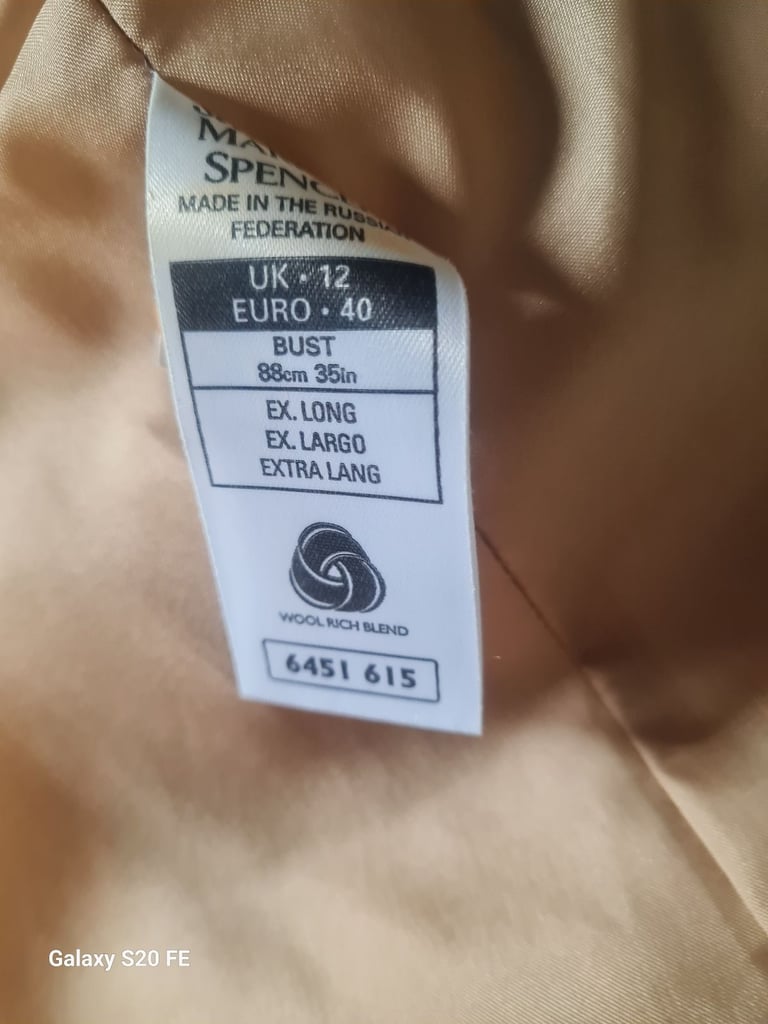 SPENC
MADE IN THE RUSSIA
FEDERATION
UK • 12
EURO • 40
BUST
88cm 35in
EX. LONG
EX. LARGO
EXTRA LANG
WOOL RICH BLEND
6451 615
Galaxy S20 FE